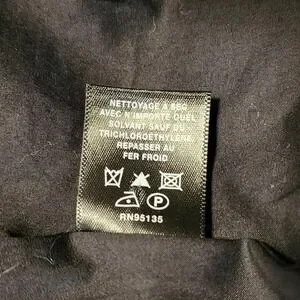 NETTOYAGE A SEC
AVEC N'IMPORTE QUEL
SOLVANT SAUF DU
TRICHLOROETHYLENE,
REPASSER AU
FER FROID
P
RN95135